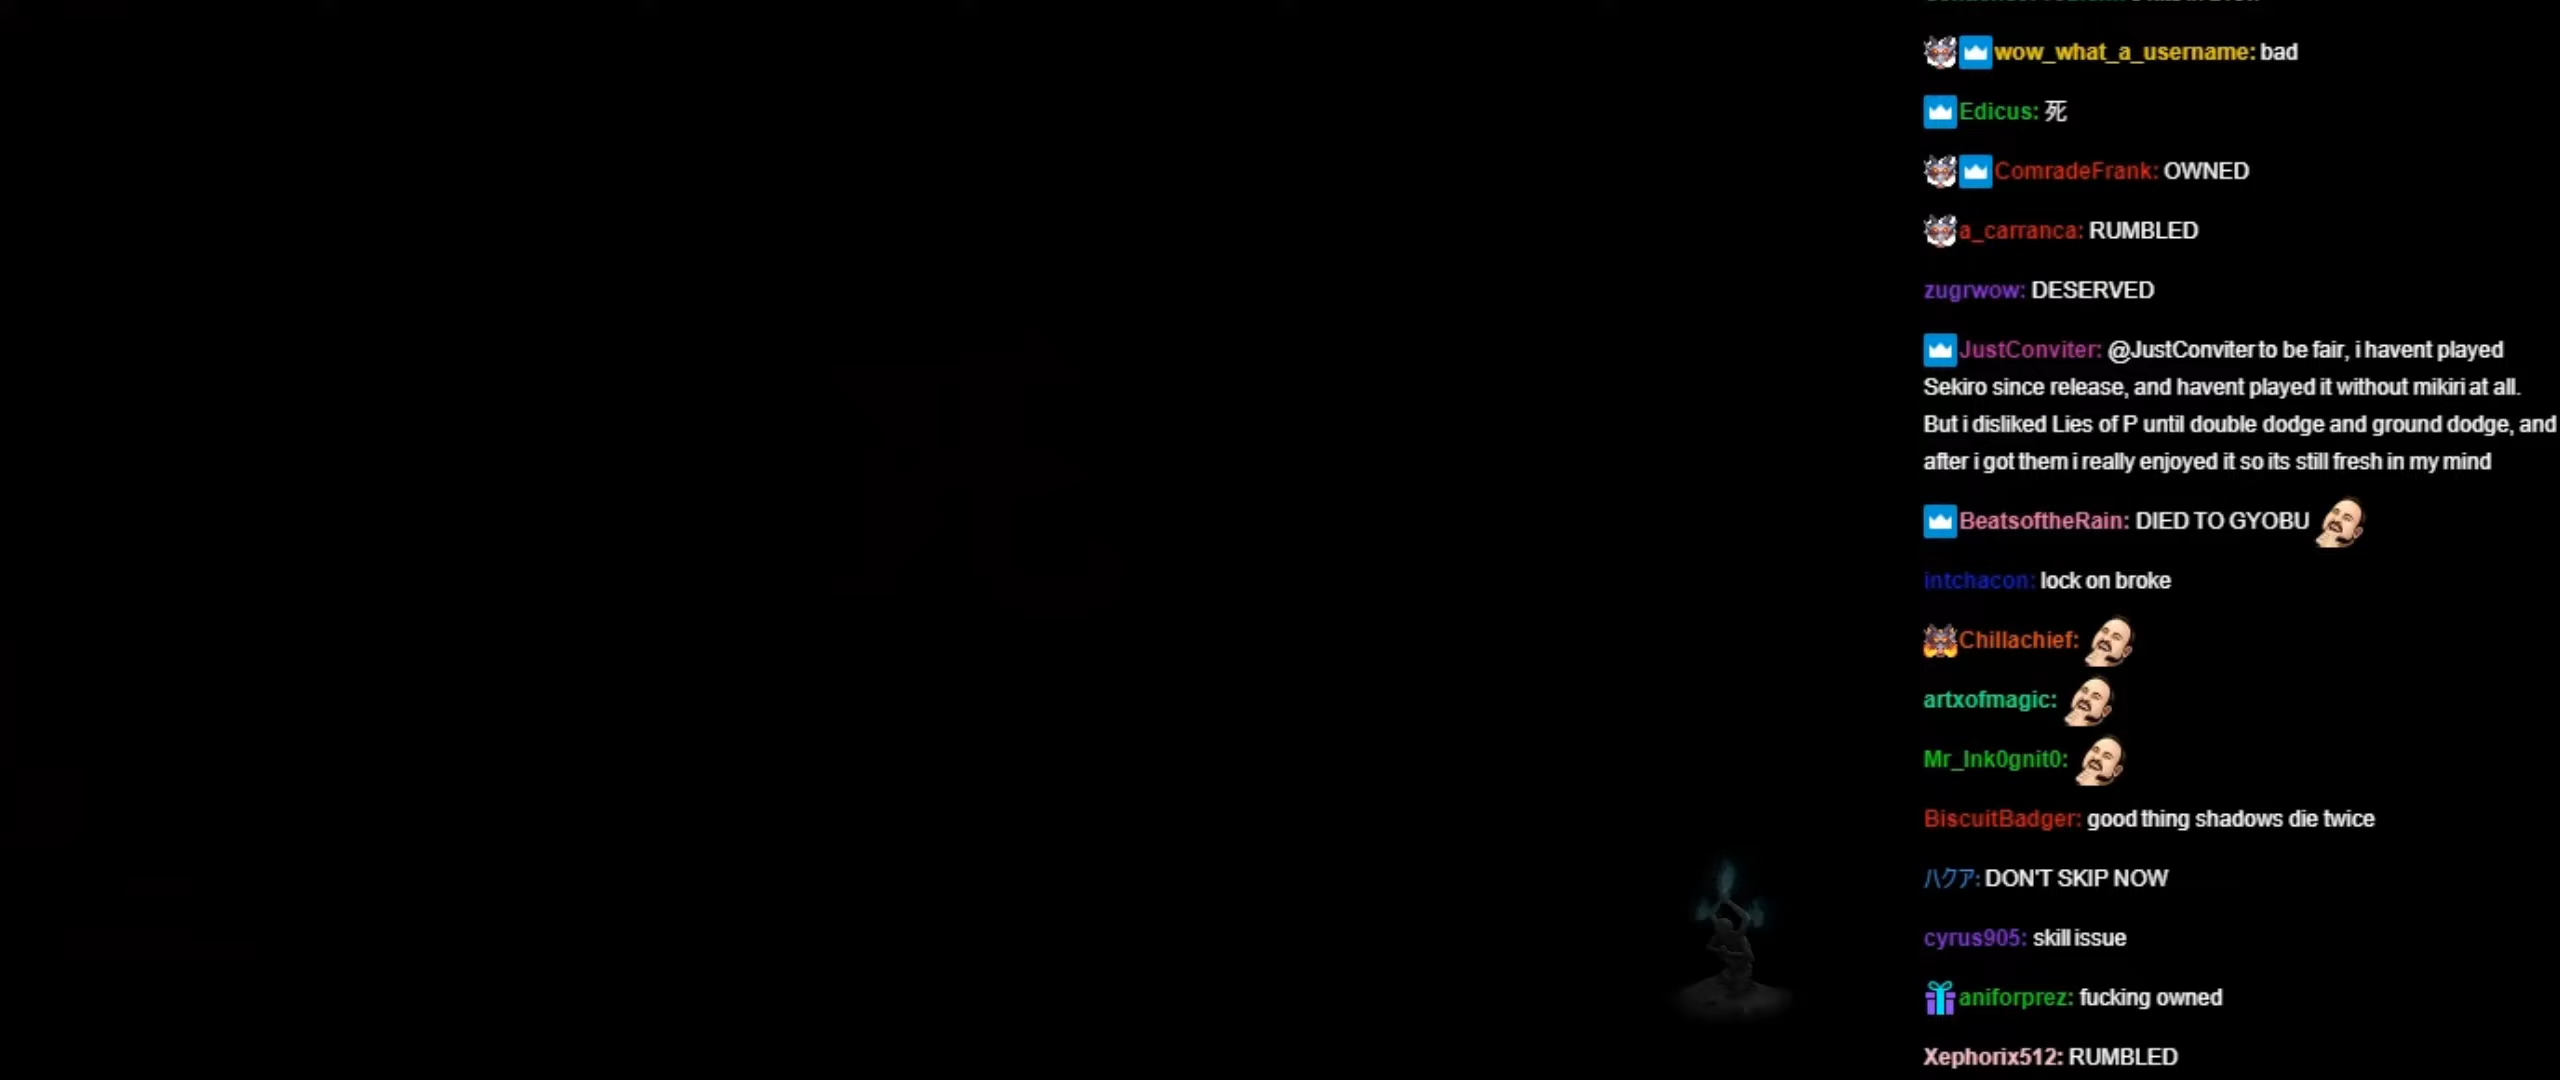 wow_what_a_username: bad
Edicus: 死
ComradeFrank: OWNED
a_carranca: RUMBLED
zugrwow: DESERVED
JustConviter: @JustConviter to be fair, i havent played
Sekiro since release, and havent played it without mikiri at all.
But i disliked Lies of P until double dodge and ground dodge, and
after i got them i really enjoyed it so its still fresh in my mind
BeatsoftheRain: DIED TO GYOBU
intchacon: lock on broke
Chillachief:
artxofmagic:
Mr_Ink0gnit0:
BiscuitBadger: good thing shadows die twice
ハクア: DON'T SKIP NOW
cyrus905: skill issue
aniforprez: fucking owned
Xephorix512: RUMBLED
死